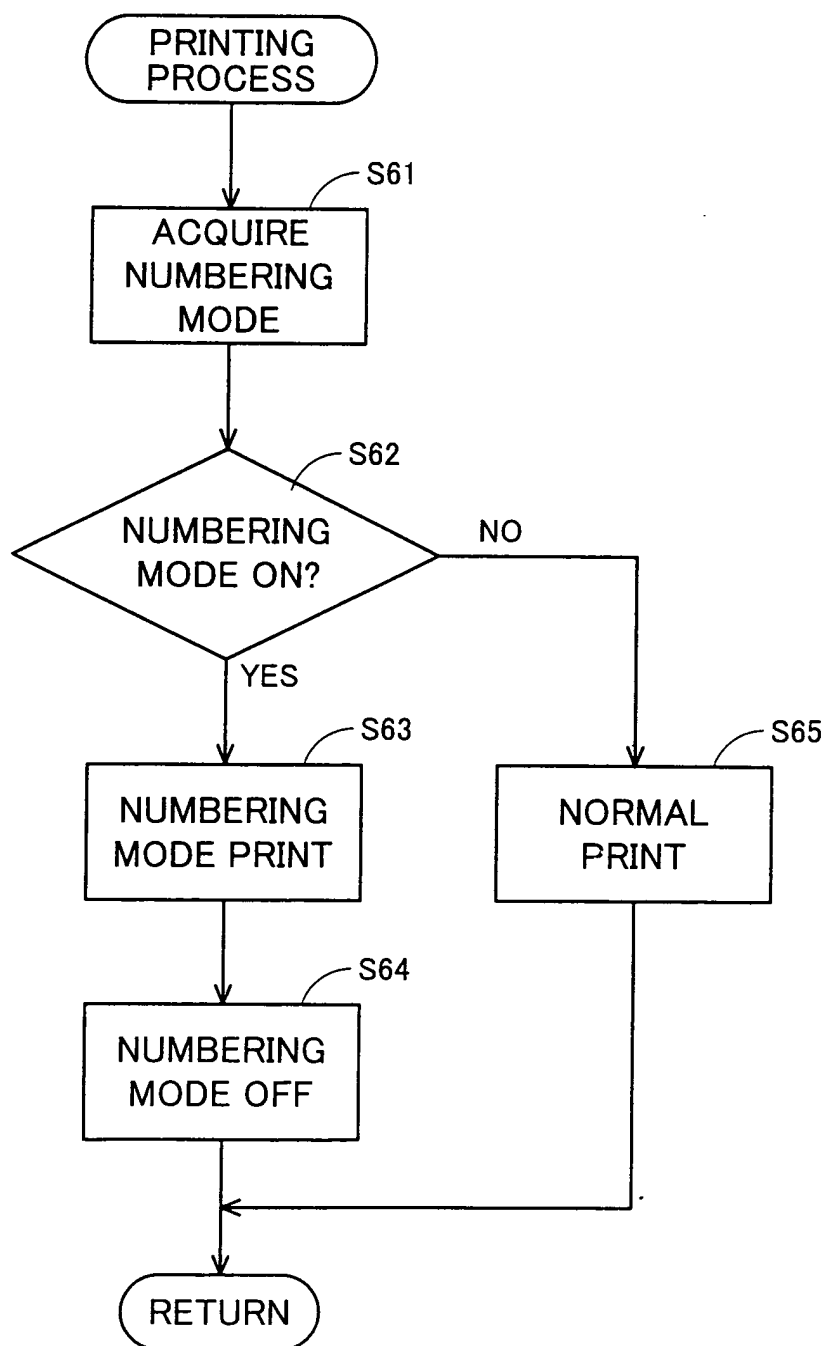 PRINTING
PROCESS
S61
ACQUIRE
NUMBERING
MODE
S62
NUMBERING
MODE ON?
NO
YES
S63
NUMBERING
MODE PRINT
S65
NORMAL
PRINT
S64
NUMBERING
MODE OFF
RETURN